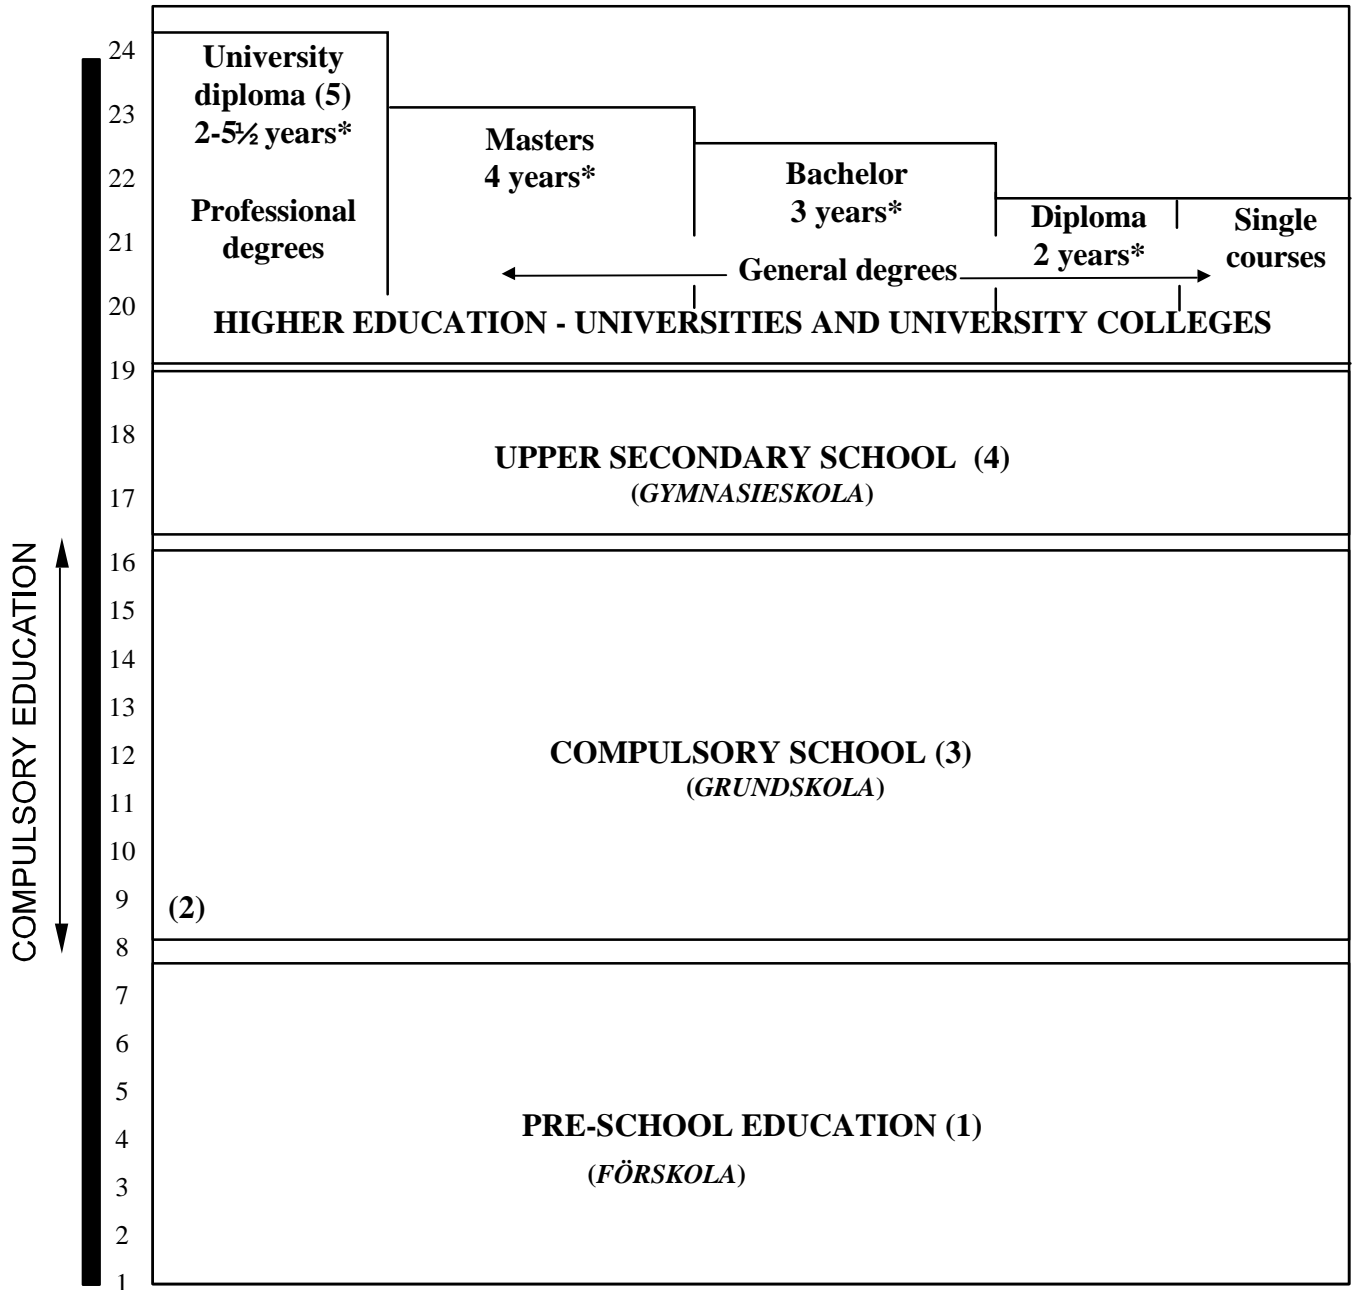 24
University
diploma (5)
2-5½ years*
23
Masters
4 years*
22
Bachelor
3 years*
Professional
degrees
21
Diploma
2 years*
Single
courses
General degrees
20
HIGHER EDUCATION - UNIVERSITIES AND UNIVERSITY COLLEGES
19
18
UPPER SECONDARY SCHOOL (4)
(GYMNASIESKOLA)
17
COMPULSORY EDUCATION
16
15
14
13
12
COMPULSORY SCHOOL (3)
(GRUNDSKOLA)
11
10
9
(2)
8
7
6
5
4
PRE-SCHOOL EDUCATION (1)
(FÖRSKOLA)
3
2
1